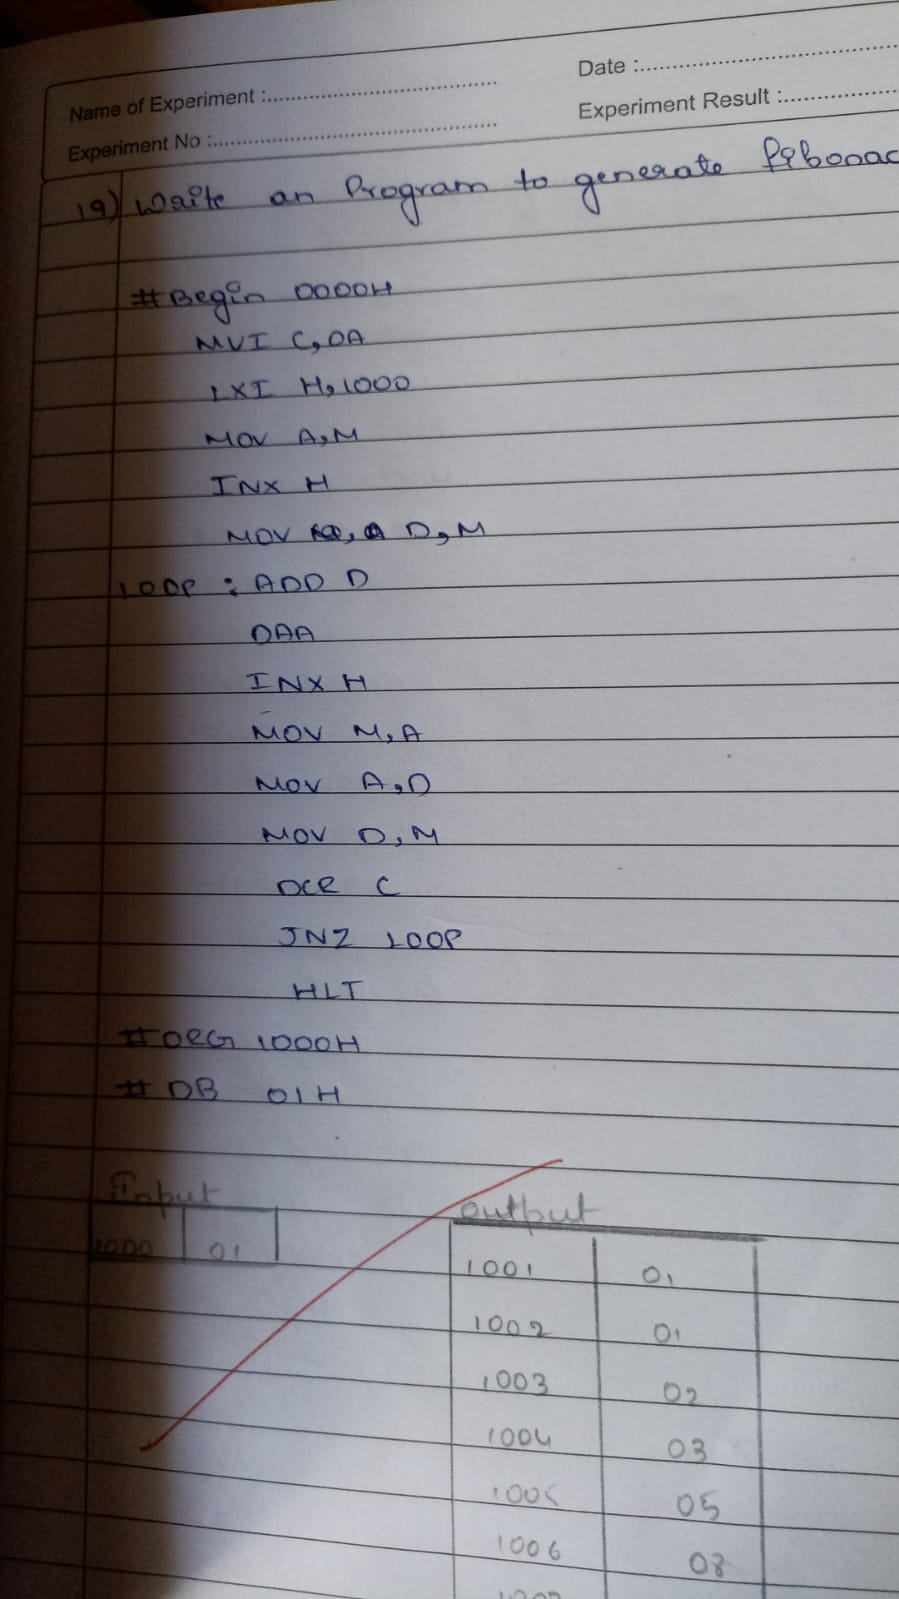 Name of Experiment :
Date :
Experiment No :
Experiment Result :
19) Write an Program to generate fibonac
#Begin 0000H
MVI C,0A
LXI H,1000
MOV A,M
INX H
MOV D,M
LOOP : ADD D
DAA
INX H
MOV M,A
MOV A,D
MOV D,M
DCR C
JNZ LOOP
HLT
#ORG 1000H
# DB 01H
Input
1000 01
output
1001 01
1002 01
1003 02
1004 03
1005 05
1006 08